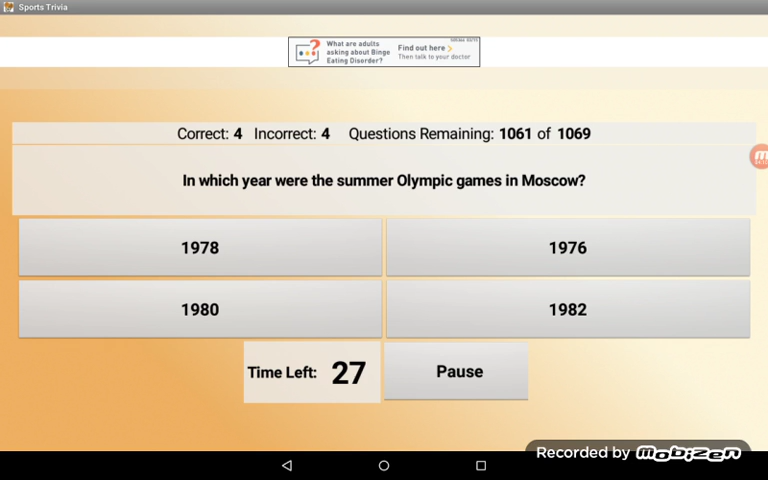 Sports Trivia
What are adults
asking about Binge
Eating Disorder?
Find out here >
Then talk to your doctor
Correct: 4 Incorrect: 4 Questions Remaining: 1061 of 1069
In which year were the summer Olympic games in Moscow?
1978
1976
1980
1982
Time Left: 27
Pause
Recorded by mobizen